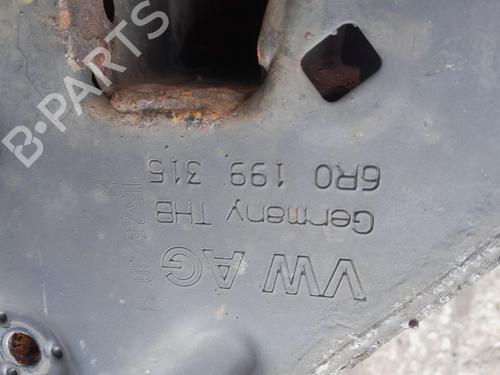 B-PARTS
VW AG
Germany THB
6R0 199 315